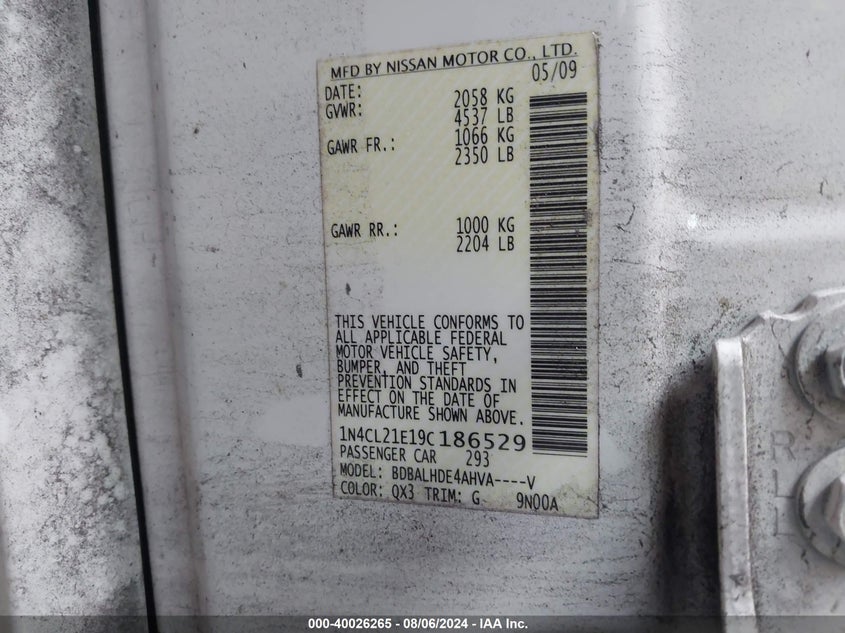 MFD BY NISSAN MOTOR CO., LTD.
DATE: 05/09
GVWR: 2058 KG
4537 LB
GAWR FR.: 1066 KG
2350 LB
GAWR RR.: 1000 KG
2204 LB
THIS VEHICLE CONFORMS TO
ALL APPLICABLE FEDERAL
MOTOR VEHICLE SAFETY,
BUMPER, AND THEFT
PREVENTION STANDARDS IN
EFFECT ON THE DATE OF
MANUFACTURE SHOWN ABOVE.
1N4CL21E19C186529
PASSENGER CAR 293
MODEL: BDBALHDE4AHVA----V
COLOR: QX3 TRIM: G 9N00A
R
L
L
000-40026265 - 08/06/2024 - IAA Inc.